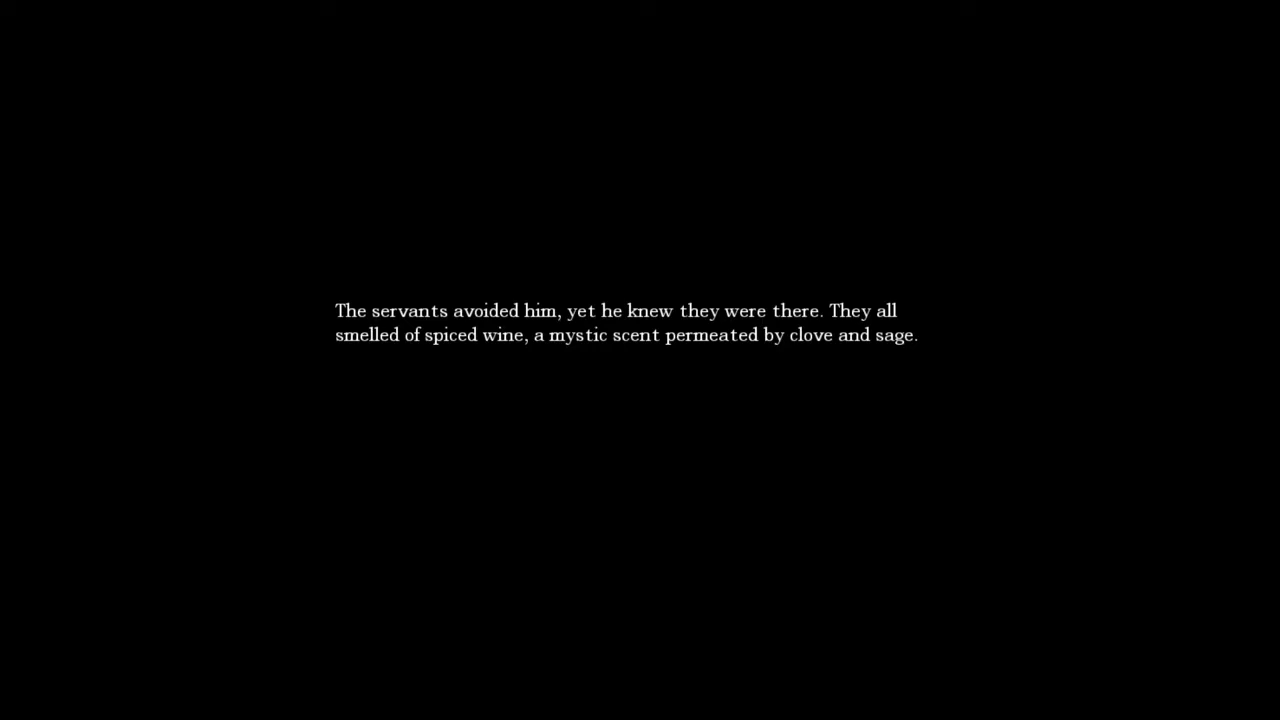 The servants avoided him, yet he knew they were there. They all
smelled of spiced wine, a mystic scent permeated by clove and sage.